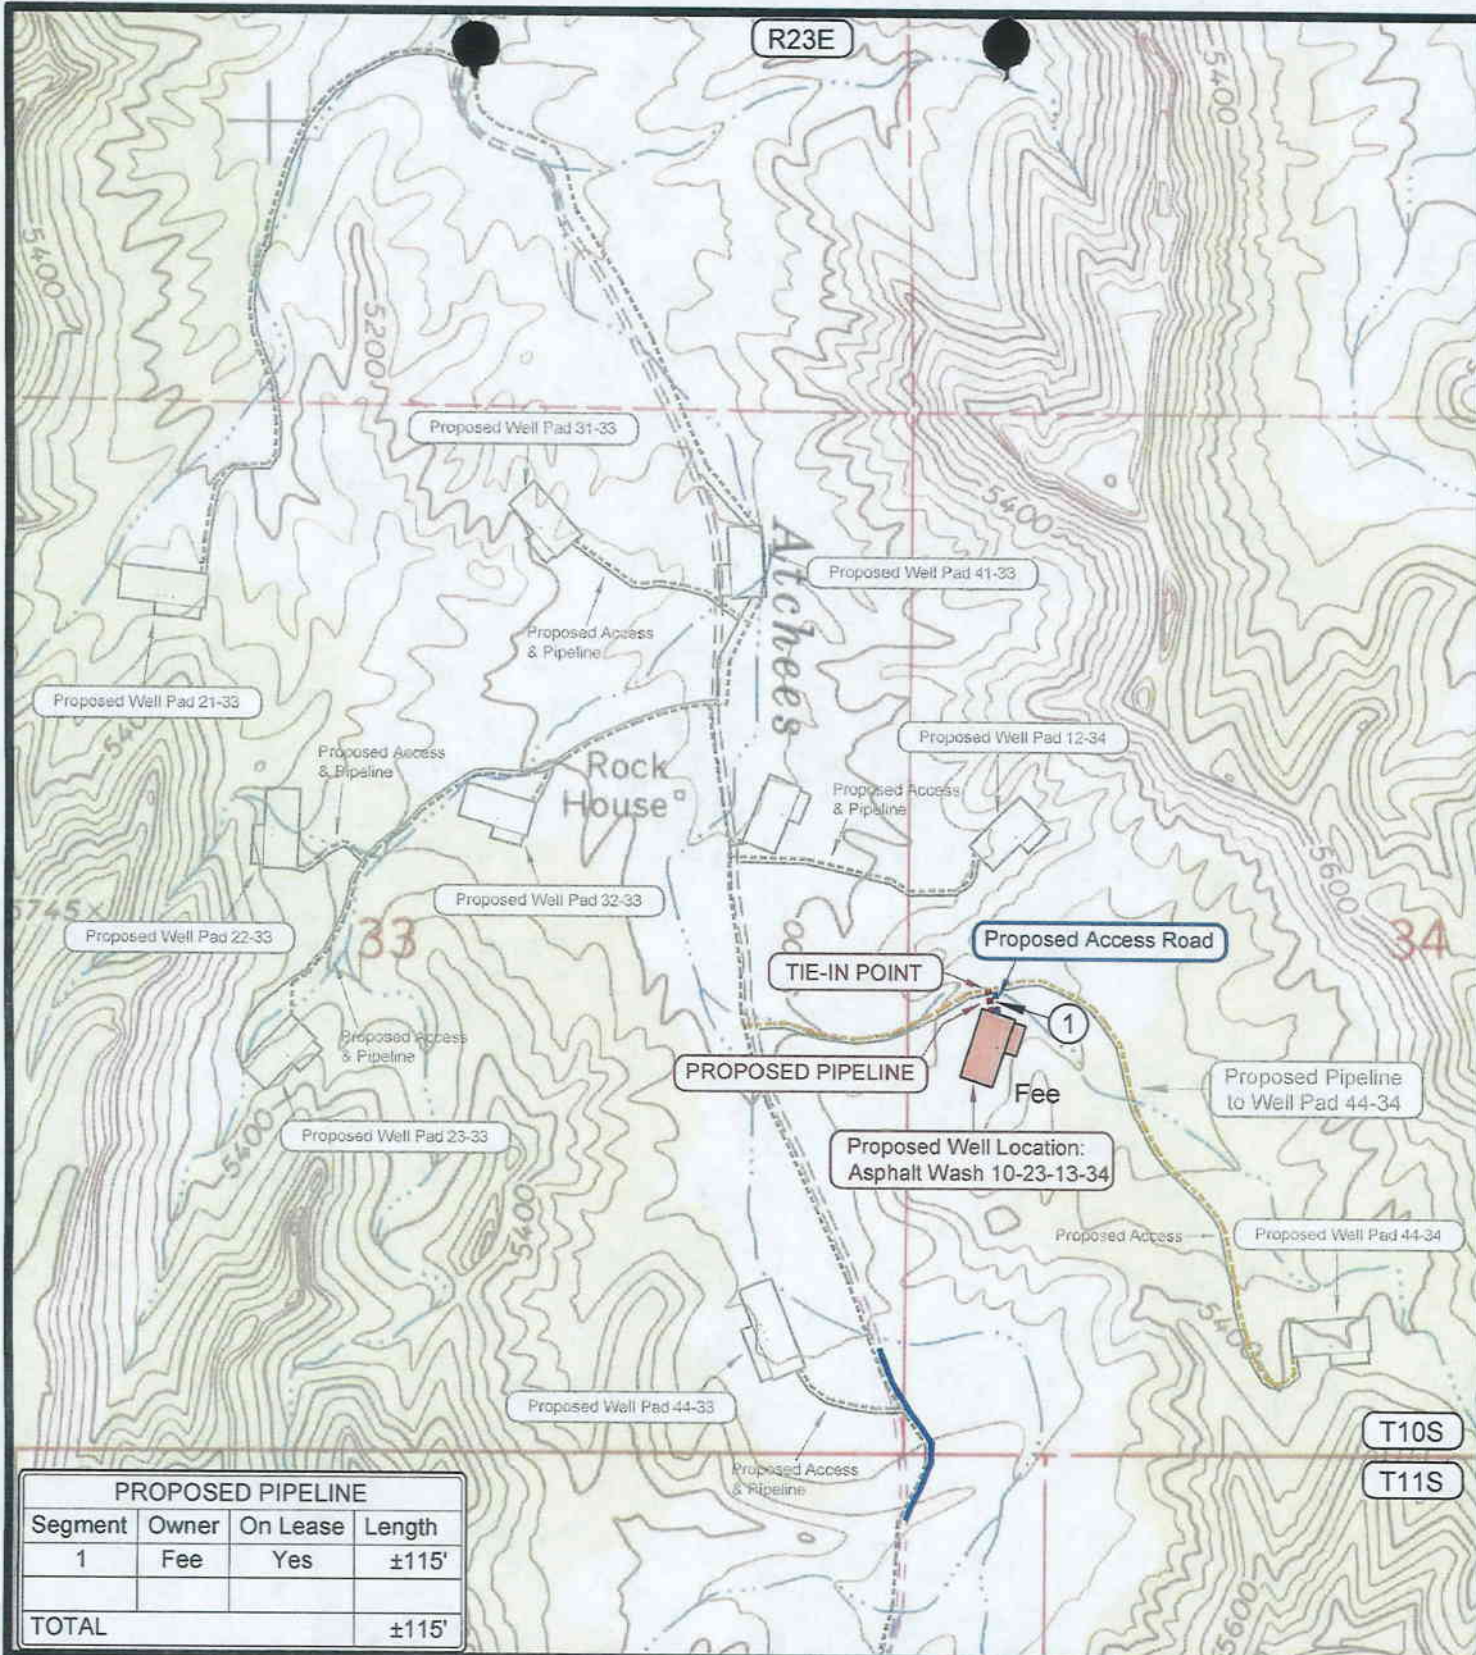 R23E
5400
5400
5200
Proposed Well Pad 31-33
5400
Atchees
Proposed Well Pad 41-33
Proposed Access
& Pipeline
Proposed Well Pad 21-33
Proposed Well Pad 12-34
Proposed Access
& Pipeline
Rock
House
Proposed Access
& Pipeline
5600
Proposed Well Pad 32-33
5745
Proposed Well Pad 22-33
33
34
Proposed Access Road
TIE-IN POINT
1
Proposed Access
& Pipeline
PROPOSED PIPELINE
Fee
Proposed Pipeline
to Well Pad 44-34
5400
Proposed Well Pad 23-33
Proposed Well Location:
Asphalt Wash 10-23-13-34
5400
Proposed Access
Proposed Well Pad 44-34
Proposed Well Pad 44-33
T10S
Proposed Access
& Pipeline
T11S
5600
PROPOSED PIPELINE
Segment Owner On Lease Length
1 Fee Yes ±115'
TOTAL ±115'